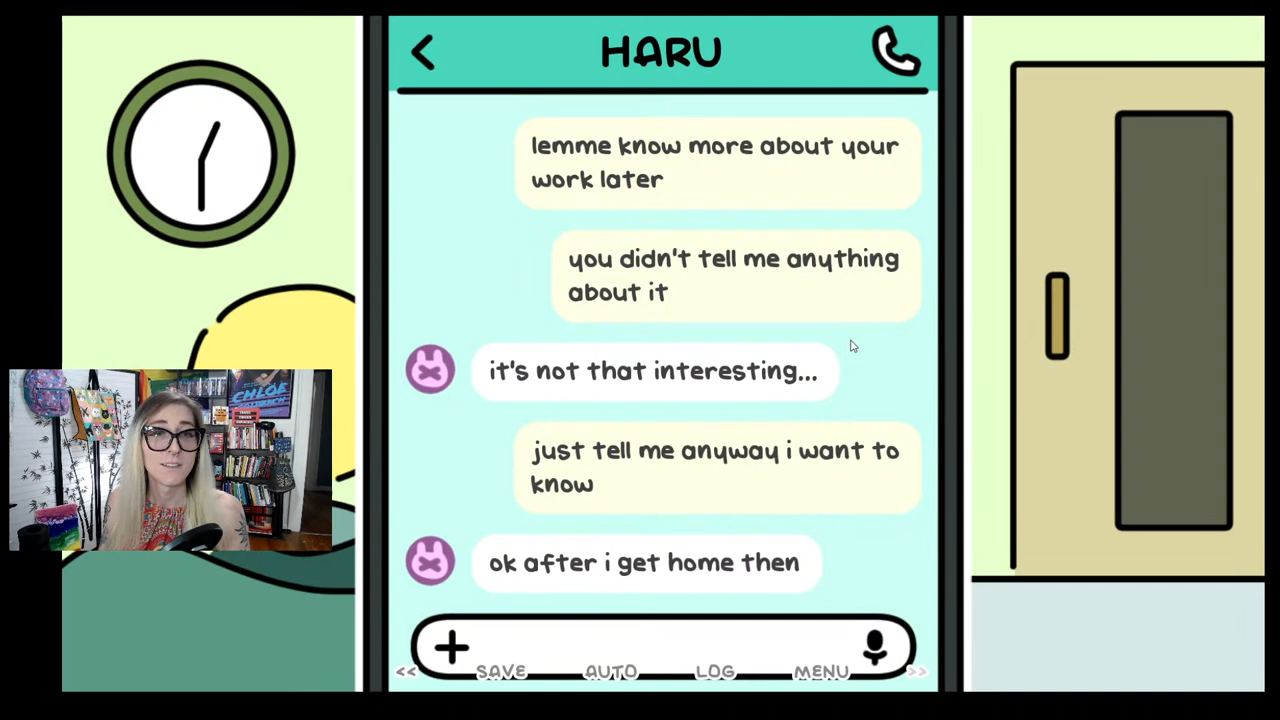 HARU
lemme know more about your
work later
you didn't tell me anything
about it
it's not that interesting...
just tell me anyway i want to
know
ok after i get home then
<< SAVE AUTO LOG MENU >>
CHLOE